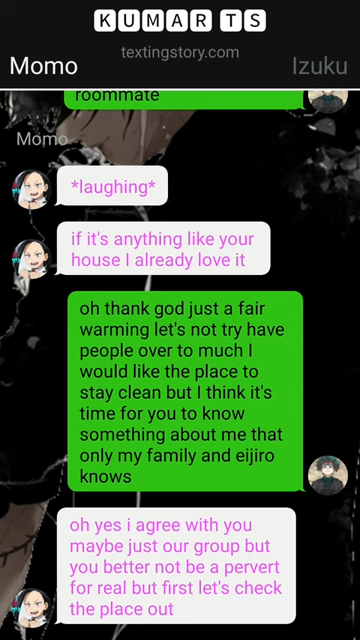 KUMAR TS
textingstory.com
Momo
Izuku
roommate
Momo
*laughing*
if it's anything like your
house I already love it
oh thank god just a fair
warming let's not try have
people over to much I
would like the place to
stay clean but I think it's
time for you to know
something about me that
only my family and eijiro
knows
oh yes i agree with you
maybe just our group but
you better not be a pervert
for real but first let's check
the place out